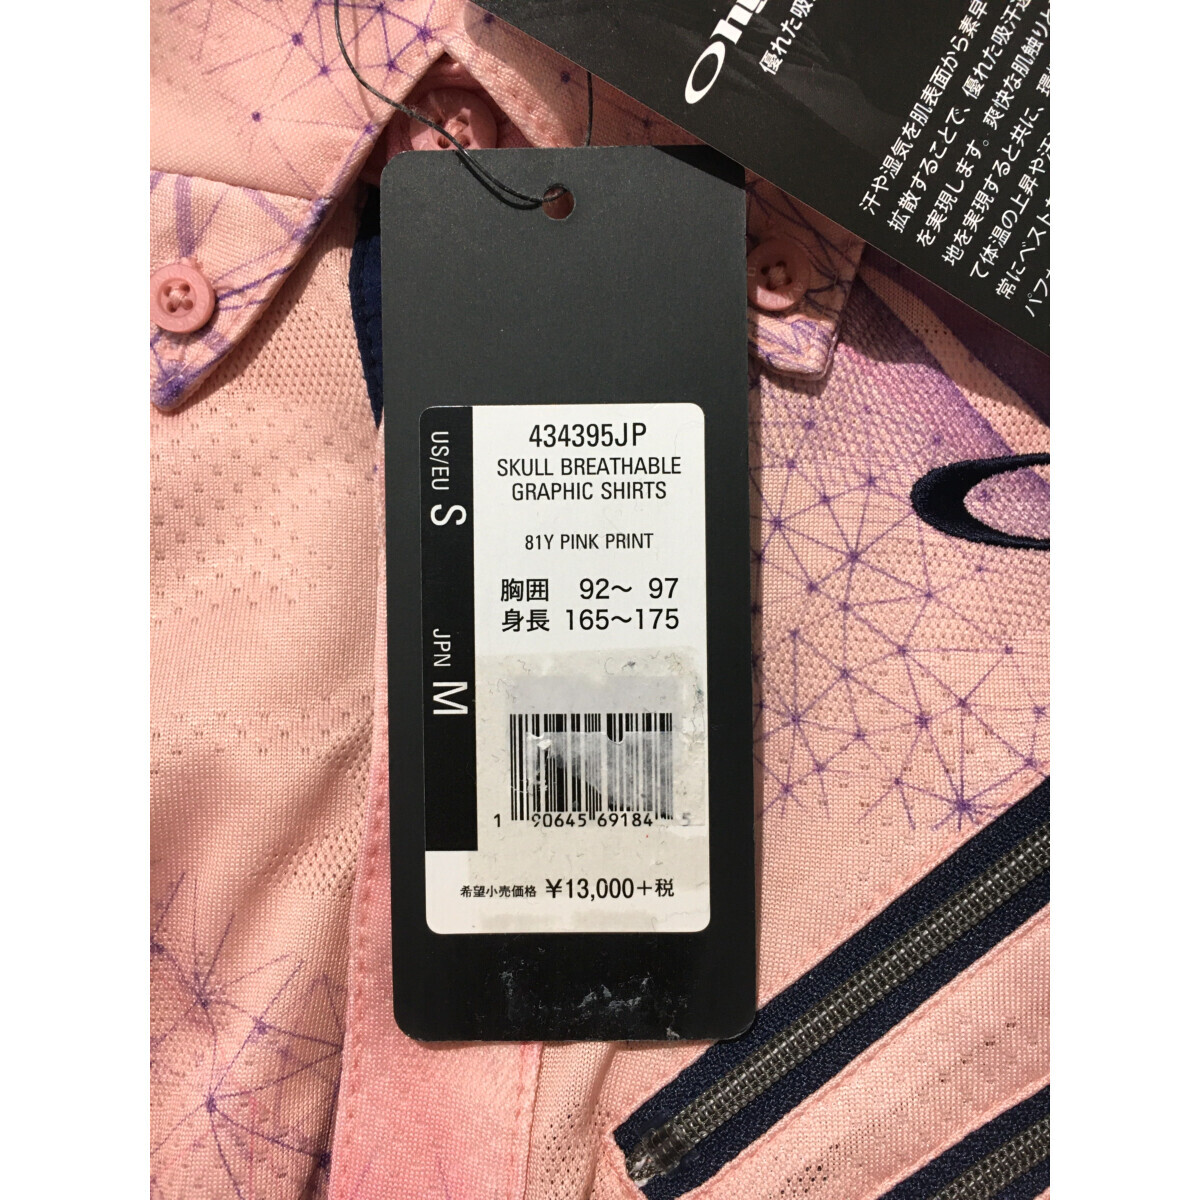 Ohy
優れた吸
汗や湿気を肌表面から素早
拡散することで、優れた吸汗速
を実現します。爽快な肌触りと
地を実現すると共に、環
て体温の上昇や汗
常にベスト
パフ
434395JP
SKULL BREATHABLE
GRAPHIC SHIRTS
81Y PINK PRINT
胸囲 92〜 97
身長 165〜175
US/EU S
JPN M
1 90645 69184 5
希望小売価格 ¥13,000+税